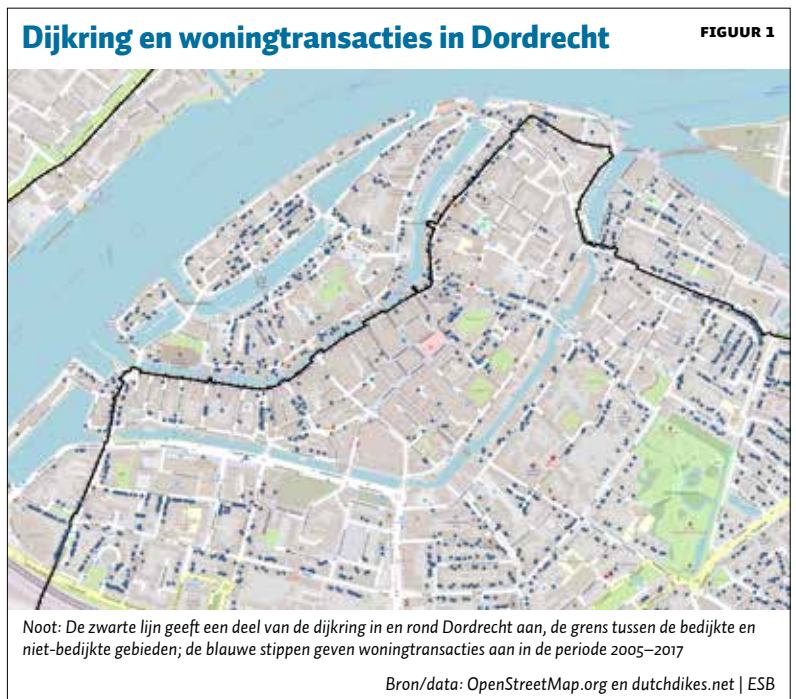 Dijkring en woningtransacties in Dordrecht
FIGUUR 1
Noot: De zwarte lijn geeft een deel van de dijkring in en rond Dordrecht aan, de grens tussen de bedijkte en
niet-bedijkte gebieden; de blauwe stippen geven woningtransacties aan in de periode 2005–2017
Bron/data: OpenStreetMap.org en dutchdikes.net | ESB